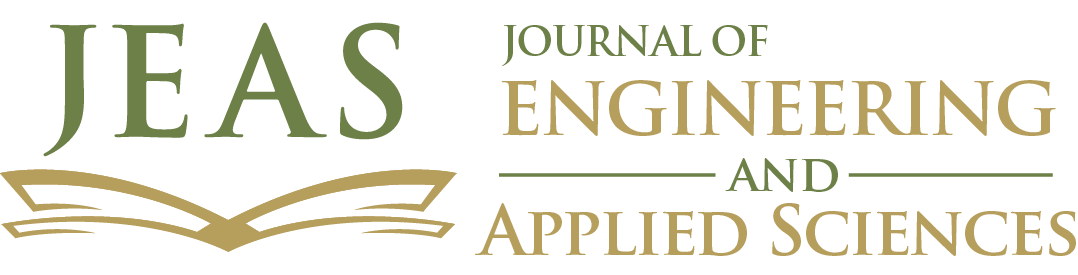 JEAS
JOURNAL OF
ENGINEERING
AND
APPLIED SCIENCES